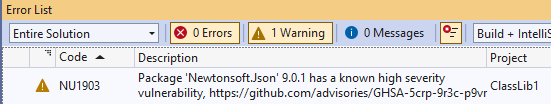 Error List
Entire Solution
0 Errors
1 Warning
0 Messages
Build + IntelliS
Code
Description
Project
NU1903
Package 'Newtonsoft.Json' 9.0.1 has a known high severity
vulnerability, https://github.com/advisories/GHSA-5crp-9r3c-p9vr
ClassLib1